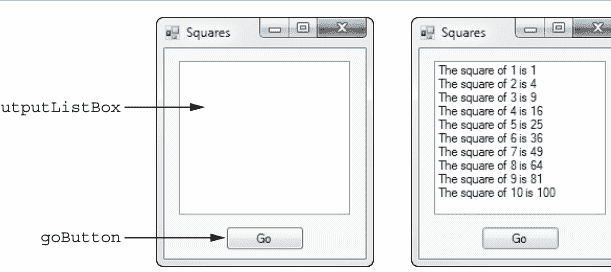 Squares
utputListBox
goButton
Go
Squares
The square of 1 is 1
The square of 2 is 4
The square of 3 is 9
The square of 4 is 16
The square of 5 is 25
The square of 6 is 36
The square of 7 is 49
The square of 8 is 64
The square of 9 is 81
The square of 10 is 100
Go